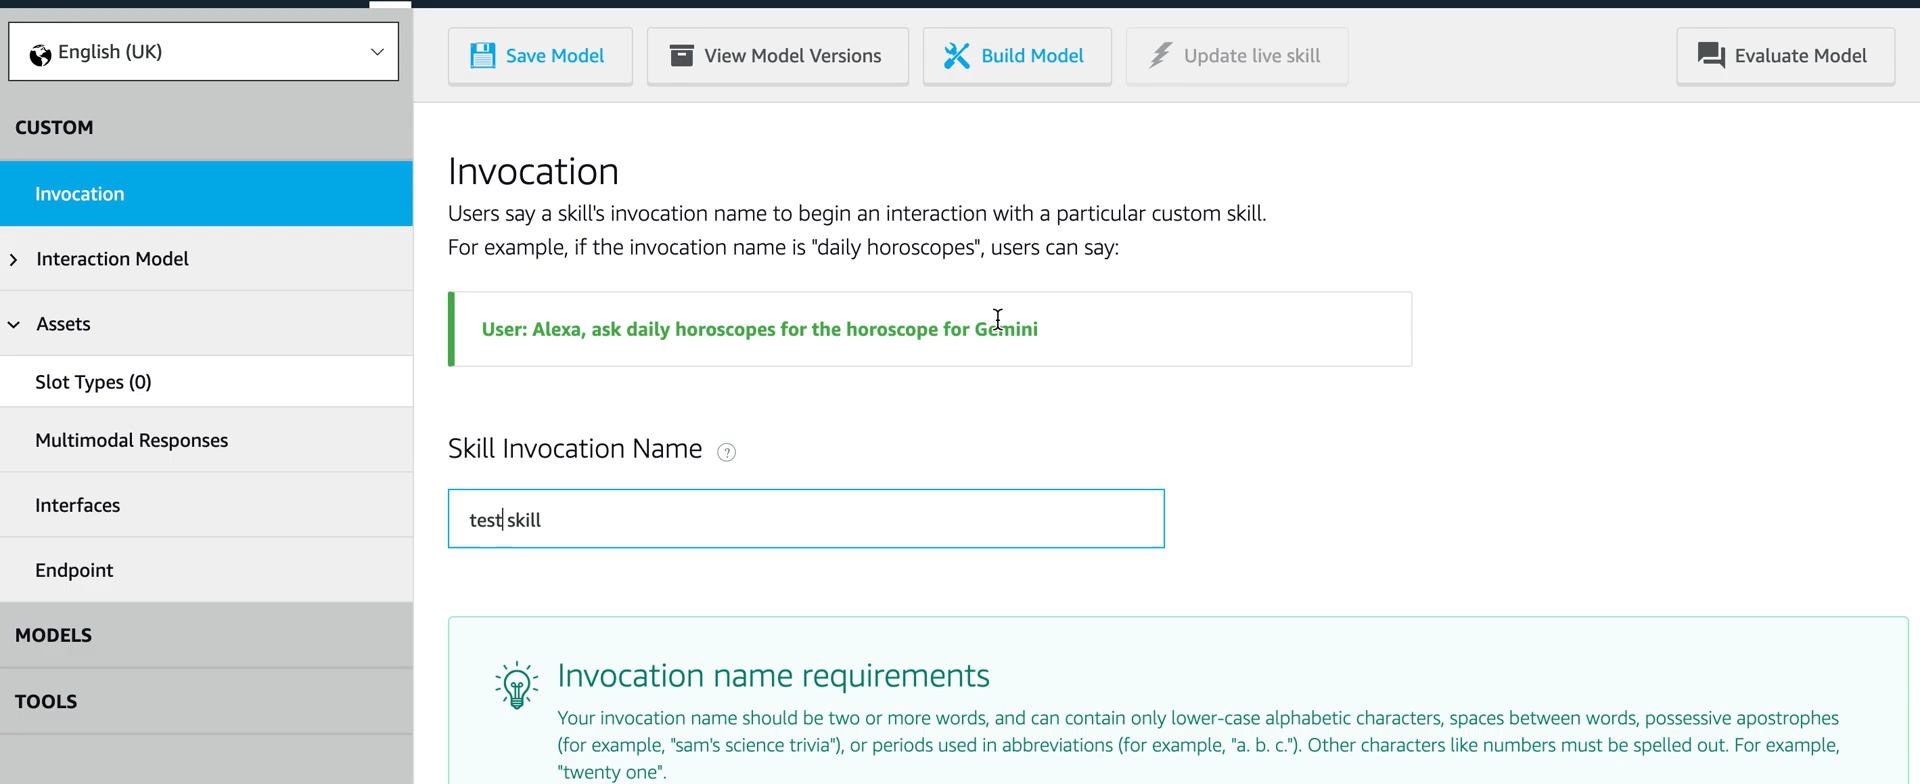 English (UK)
Save Model
View Model Versions
Build Model
Update live skill
Evaluate Model
CUSTOM
Invocation
Interaction Model
Assets
Slot Types (0)
Multimodal Responses
Interfaces
Endpoint
MODELS
TOOLS
Invocation
Users say a skill's invocation name to begin an interaction with a particular custom skill.
For example, if the invocation name is "daily horoscopes", users can say:
User: Alexa, ask daily horoscopes for the horoscope for Gemini
Skill Invocation Name ?
test skill
Invocation name requirements
Your invocation name should be two or more words, and can contain only lower-case alphabetic characters, spaces between words, possessive apostrophes
(for example, "sam's science trivia"), or periods used in abbreviations (for example, "a. b. c."). Other characters like numbers must be spelled out. For example,
"twenty one".